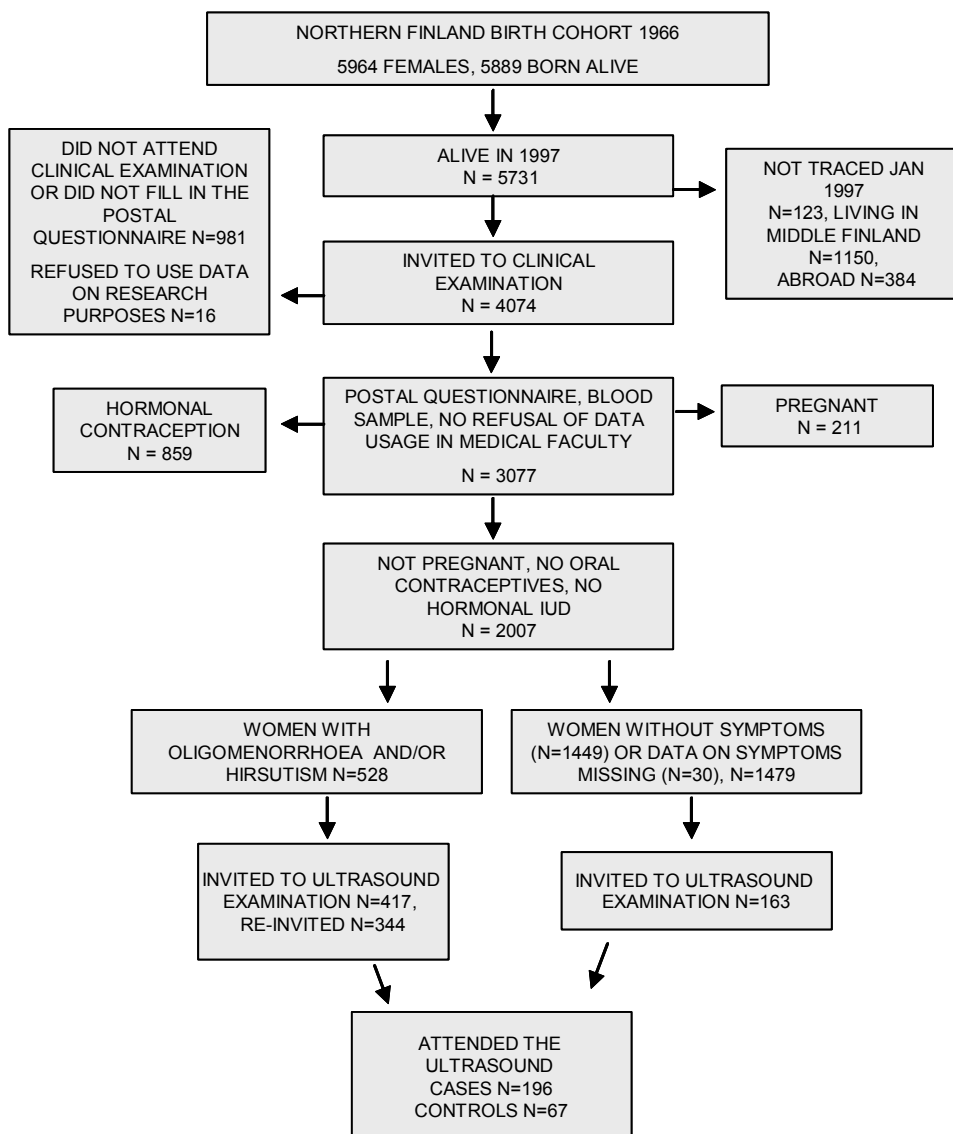 NORTHERN FINLAND BIRTH COHORT 1966
5964 FEMALES, 5889 BORN ALIVE
DID NOT ATTEND
CLINICAL EXAMINATION
OR DID NOT FILL IN THE
POSTAL
QUESTIONNAIRE N=981
REFUSED TO USE DATA
ON RESEARCH
PURPOSES N=16
ALIVE IN 1997
N = 5731
NOT TRACED JAN
1997
N=123, LIVING IN
MIDDLE FINLAND
N=1150,
ABROAD N=384
INVITED TO CLINICAL
EXAMINATION
N = 4074
HORMONAL
CONTRACEPTION
N = 859
POSTAL QUESTIONNAIRE, BLOOD
SAMPLE, NO REFUSAL OF DATA
USAGE IN MEDICAL FACULTY
N = 3077
PREGNANT
N = 211
NOT PREGNANT, NO ORAL
CONTRACEPTIVES, NO
HORMONAL IUD
N = 2007
WOMEN WITH
OLIGOMENORRHOEA AND/OR
HIRSUTISM N=528
WOMEN WITHOUT SYMPTOMS
(N=1449) OR DATA ON SYMPTOMS
MISSING (N=30), N=1479
INVITED TO ULTRASOUND
EXAMINATION N=417,
RE-INVITED N=344
INVITED TO ULTRASOUND
EXAMINATION N=163
ATTENDED THE
ULTRASOUND
CASES N=196
CONTROLS N=67